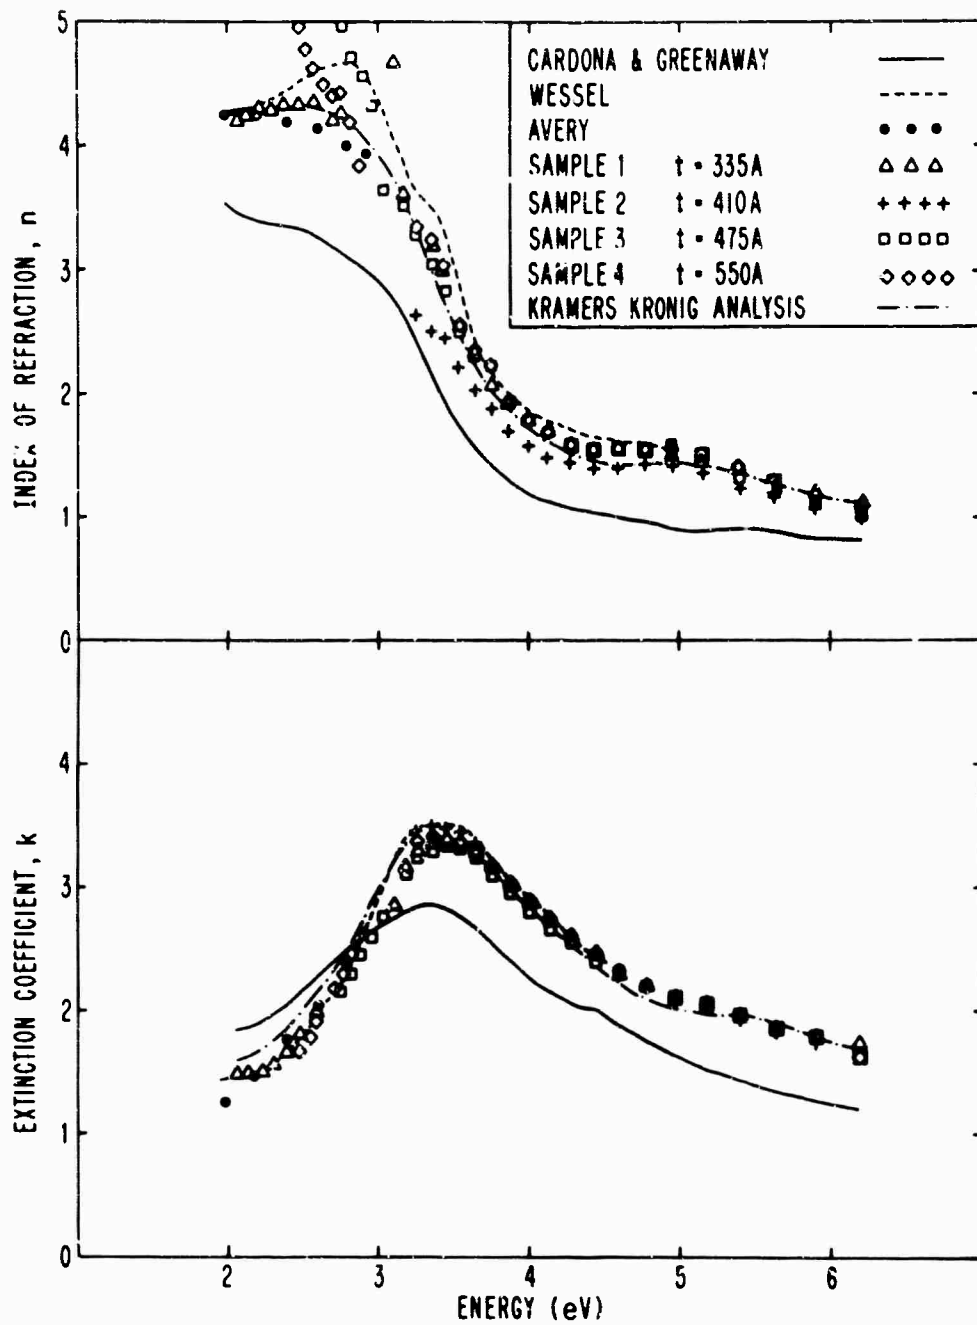 5
4
3
2
1
0
INDEX OF REFRACTION, n
CARDONA & GREENAWAY
WESSEL
AVERY
SAMPLE 1 t = 335A
SAMPLE 2 t = 410A
SAMPLE 3 t = 475A
SAMPLE 4 t = 550A
KRAMERS KRONIG ANALYSIS
4
3
2
1
0
EXTINCTION COEFFICIENT, k
2 3 4 5 6
ENERGY (eV)